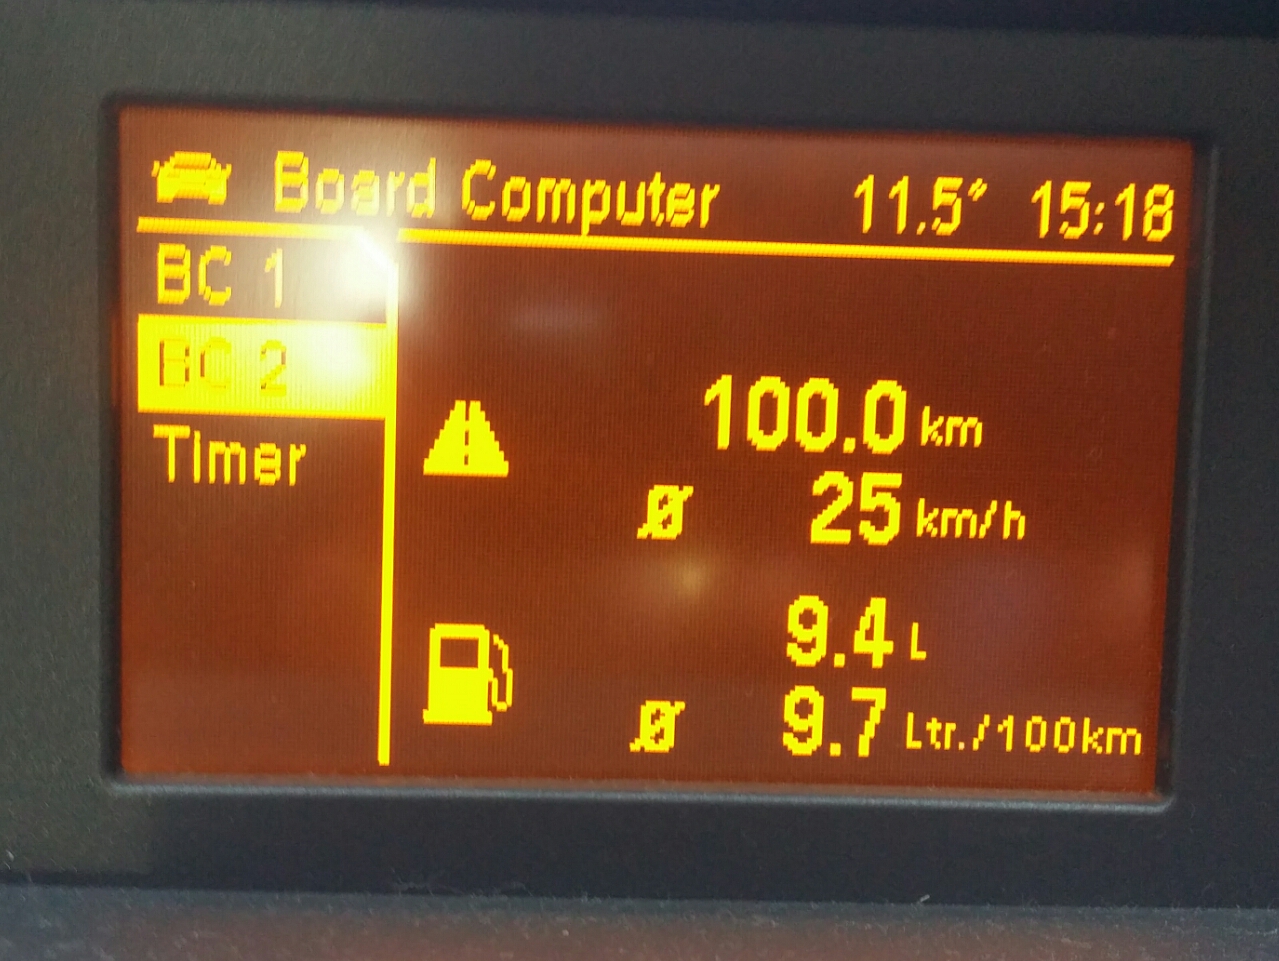 Board Computer 11.5° 15:18
BC 1
BC 2
Timer
100.0 km
Ø 25 km/h
9.4 L
Ø 9.7 Ltr./100km